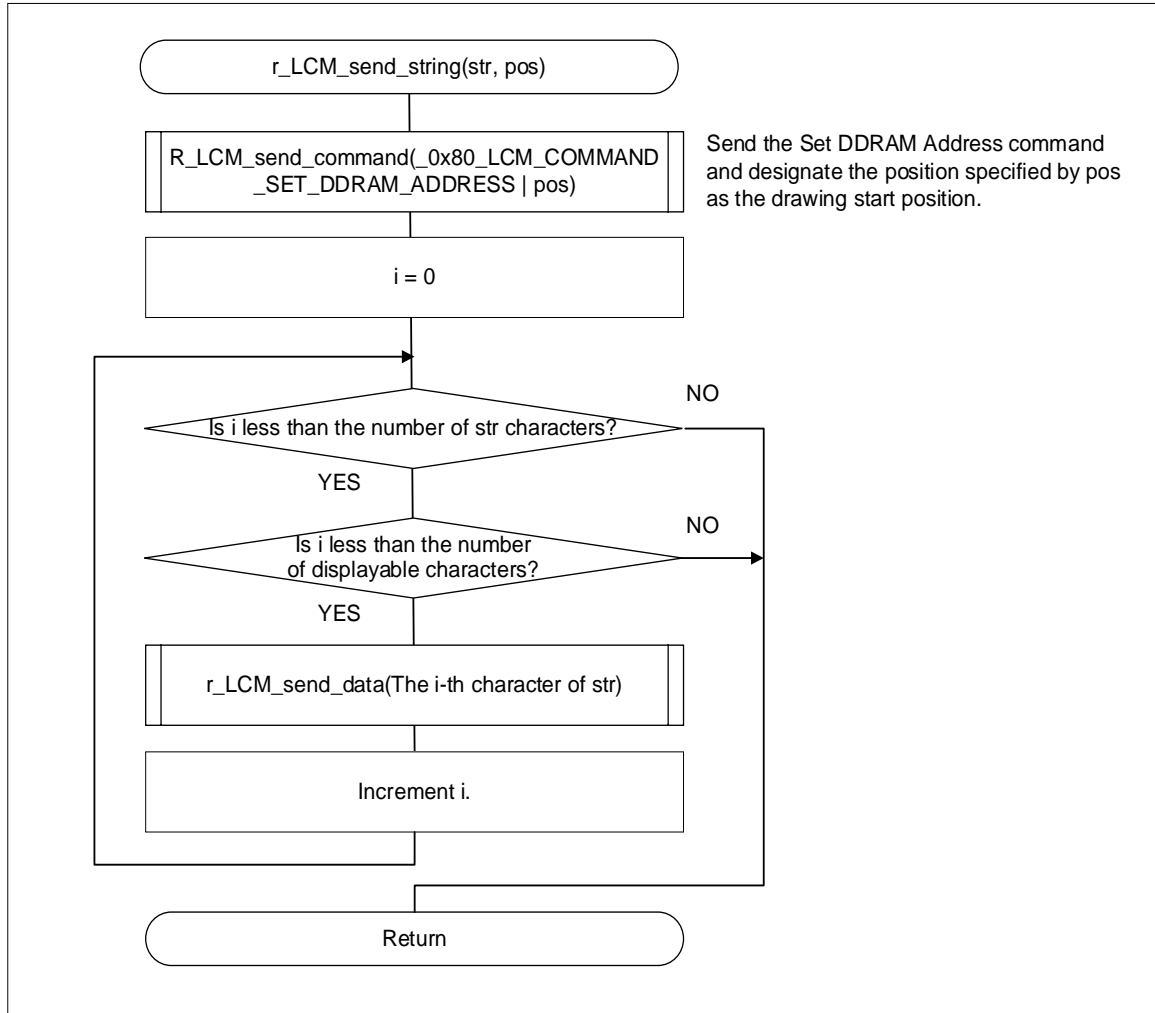 r_LCM_send_string(str, pos)
R_LCM_send_command(_0x80_LCM_COMMAND
_SET_DDRAM_ADDRESS | pos)
Send the Set DDRAM Address command
and designate the position specified by pos
as the drawing start position.
i = 0
NO
Is i less than the number of str characters?
YES
NO
Is i less than the number
of displayable characters?
YES
r_LCM_send_data(The i-th character of str)
Increment i.
Return